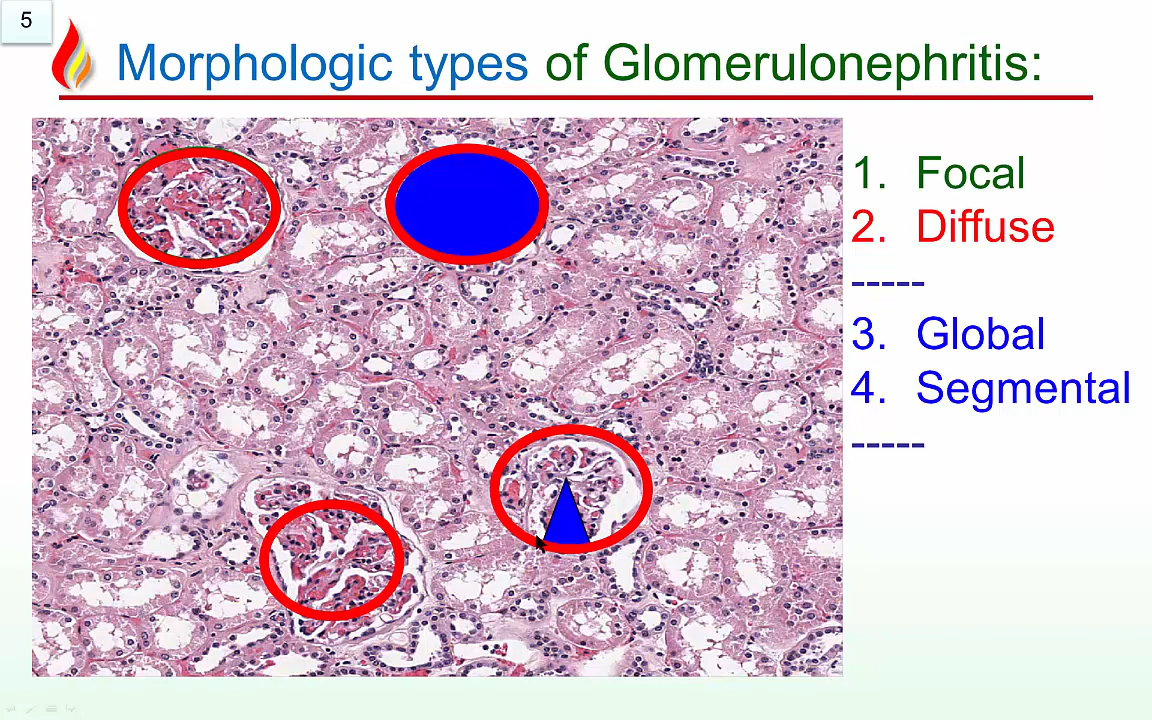 5
Morphologic types of Glomerulonephritis:
1. Focal
2. Diffuse
-----
3. Global
4. Segmental
-----